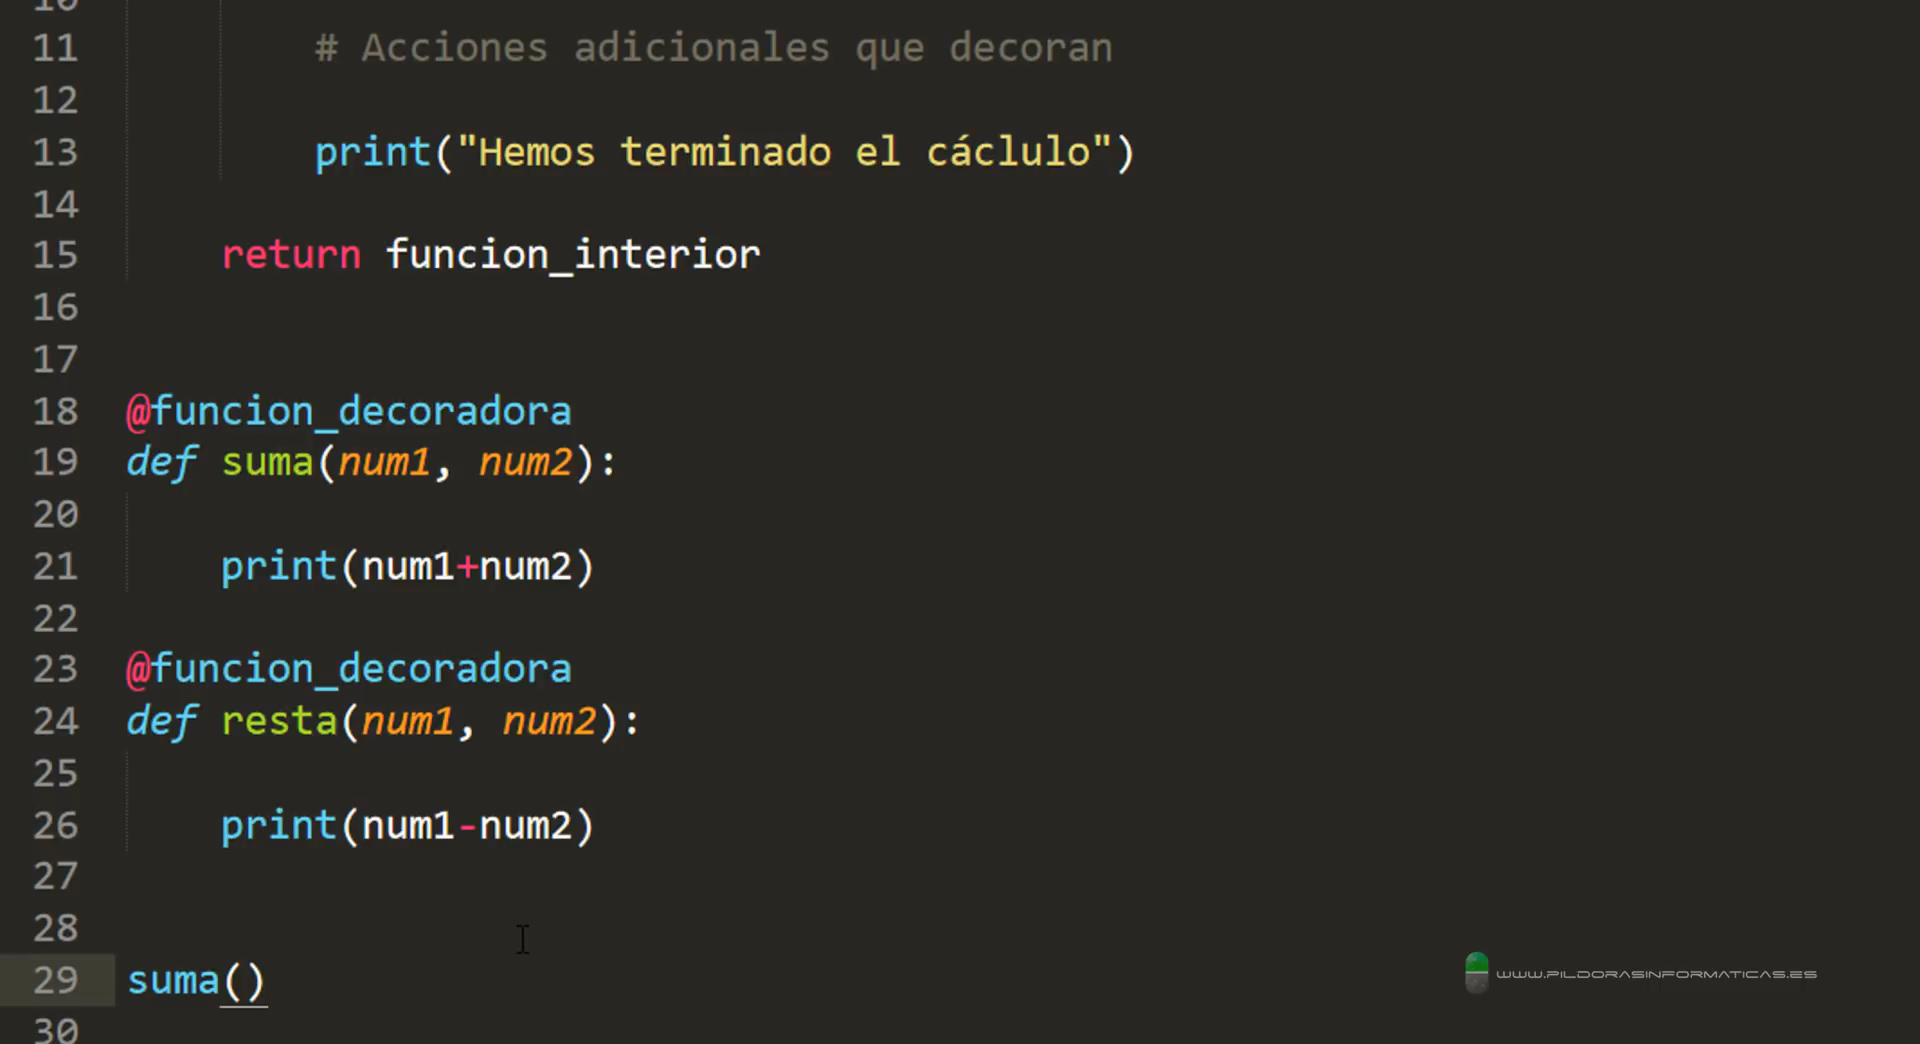 10
11 # Acciones adicionales que decoran
12
13 print("Hemos terminado el cáclulo")
14
15 return funcion_interior
16
17
18 @funcion_decoradora
19 def suma(num1, num2):
20
21 print(num1+num2)
22
23 @funcion_decoradora
24 def resta(num1, num2):
25
26 print(num1-num2)
27
28
29 suma()
WWW.PILDORASINFORMATICAS.ES
30